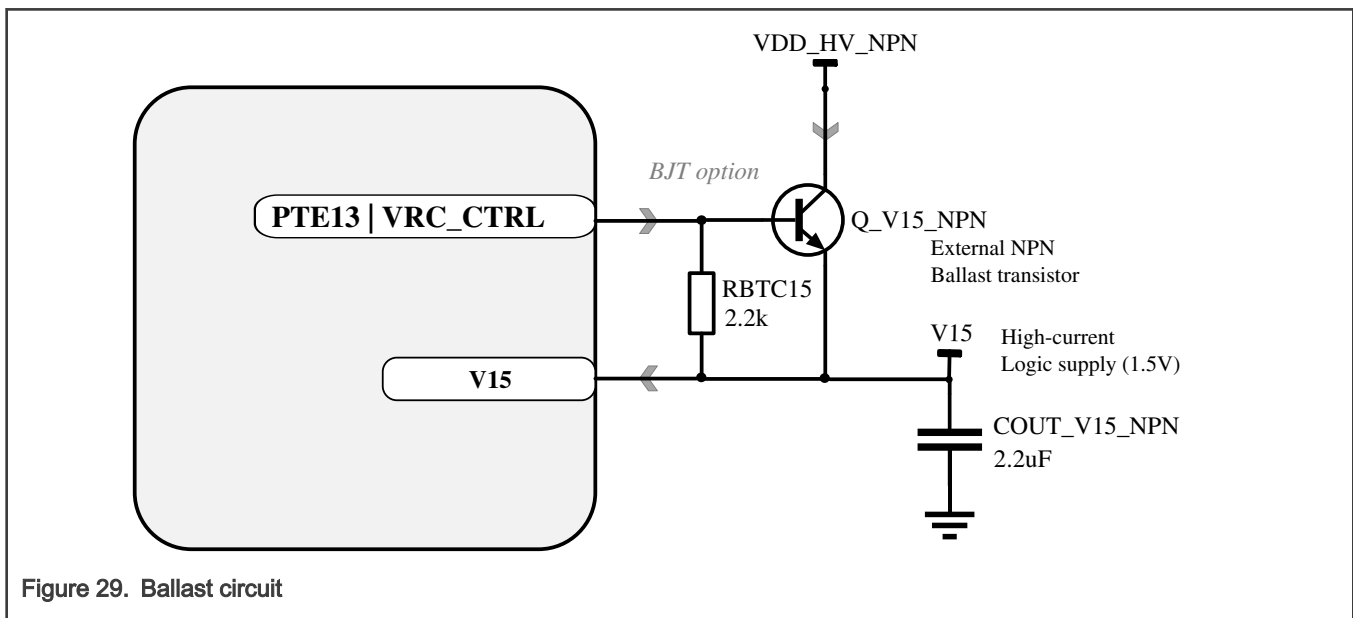 VDD_HV_NPN
BJT option
PTE13 | VRC_CTRL
Q_V15_NPN
External NPN
Ballast transistor
RBTC15
2.2k
V15
High-current
Logic supply (1.5V)
V15
COUT_V15_NPN
2.2uF
Figure 29. Ballast circuit